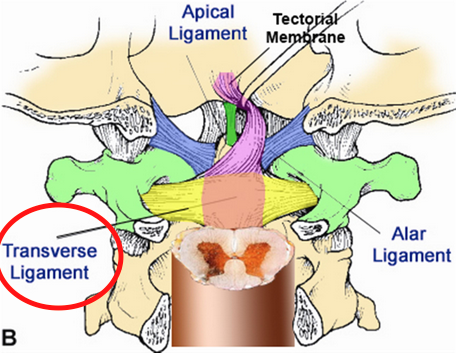 Apical
Ligament
Tectorial
Membrane
Transverse
Ligament
Alar
Ligament
B